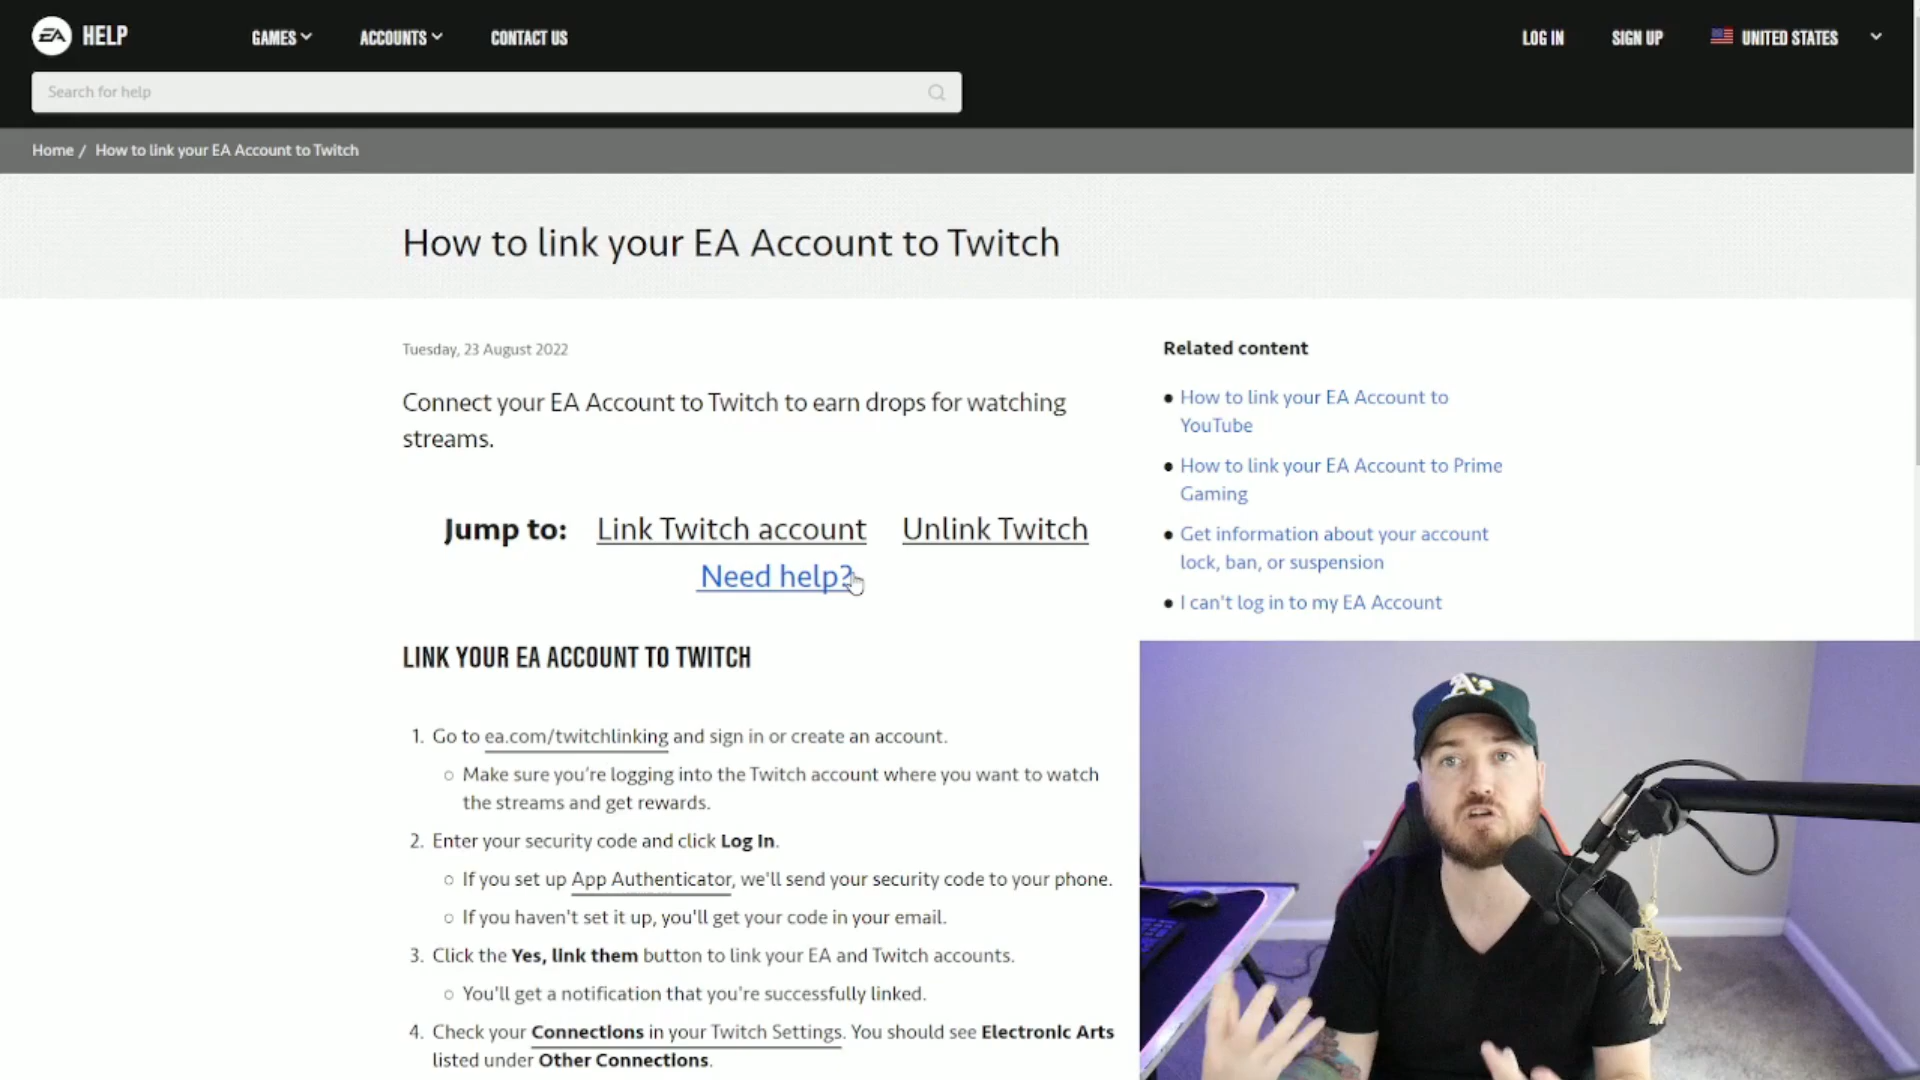 EA HELP
GAMES
ACCOUNTS
CONTACT US
LOG IN
SIGN UP
UNITED STATES
Search for help
Home / How to link your EA Account to Twitch
How to link your EA Account to Twitch
Tuesday, 23 August 2022
Connect your EA Account to Twitch to earn drops for watching
streams.
Jump to: Link Twitch account Unlink Twitch
Need help?
LINK YOUR EA ACCOUNT TO TWITCH
1. Go to ea.com/twitchlinking and sign in or create an account.
○ Make sure you're logging into the Twitch account where you want to watch
the streams and get rewards.
2. Enter your security code and click Log In.
○ If you set up App Authenticator, we'll send your security code to your phone.
○ If you haven't set it up, you'll get your code in your email.
3. Click the Yes, link them button to link your EA and Twitch accounts.
○ You'll get a notification that you're successfully linked.
4. Check your Connections in your Twitch Settings. You should see Electronic Arts
listed under Other Connections.
Related content
• How to link your EA Account to
YouTube
• How to link your EA Account to Prime
Gaming
• Get information about your account
lock, ban, or suspension
• I can't log in to my EA Account
A's